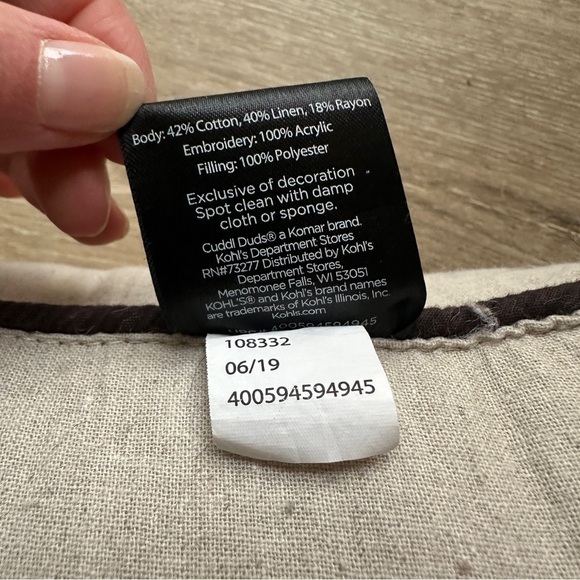 Body: 42% Cotton, 40% Linen, 18% Rayon
Embroidery: 100% Acrylic
Filling: 100% Polyester
Exclusive of decoration
Spot clean with damp
cloth or sponge.
Cuddl Duds® a Komar brand.
Kohl's Department Stores
RN#73277 Distributed by Kohl's
Department Stores,
Menomonee Falls, WI 53051
KOHL'S® and Kohl's brand names
are trademarks of Kohl's Illinois, Inc.
Kohls.com
400594594945
108332
06/19
400594594945